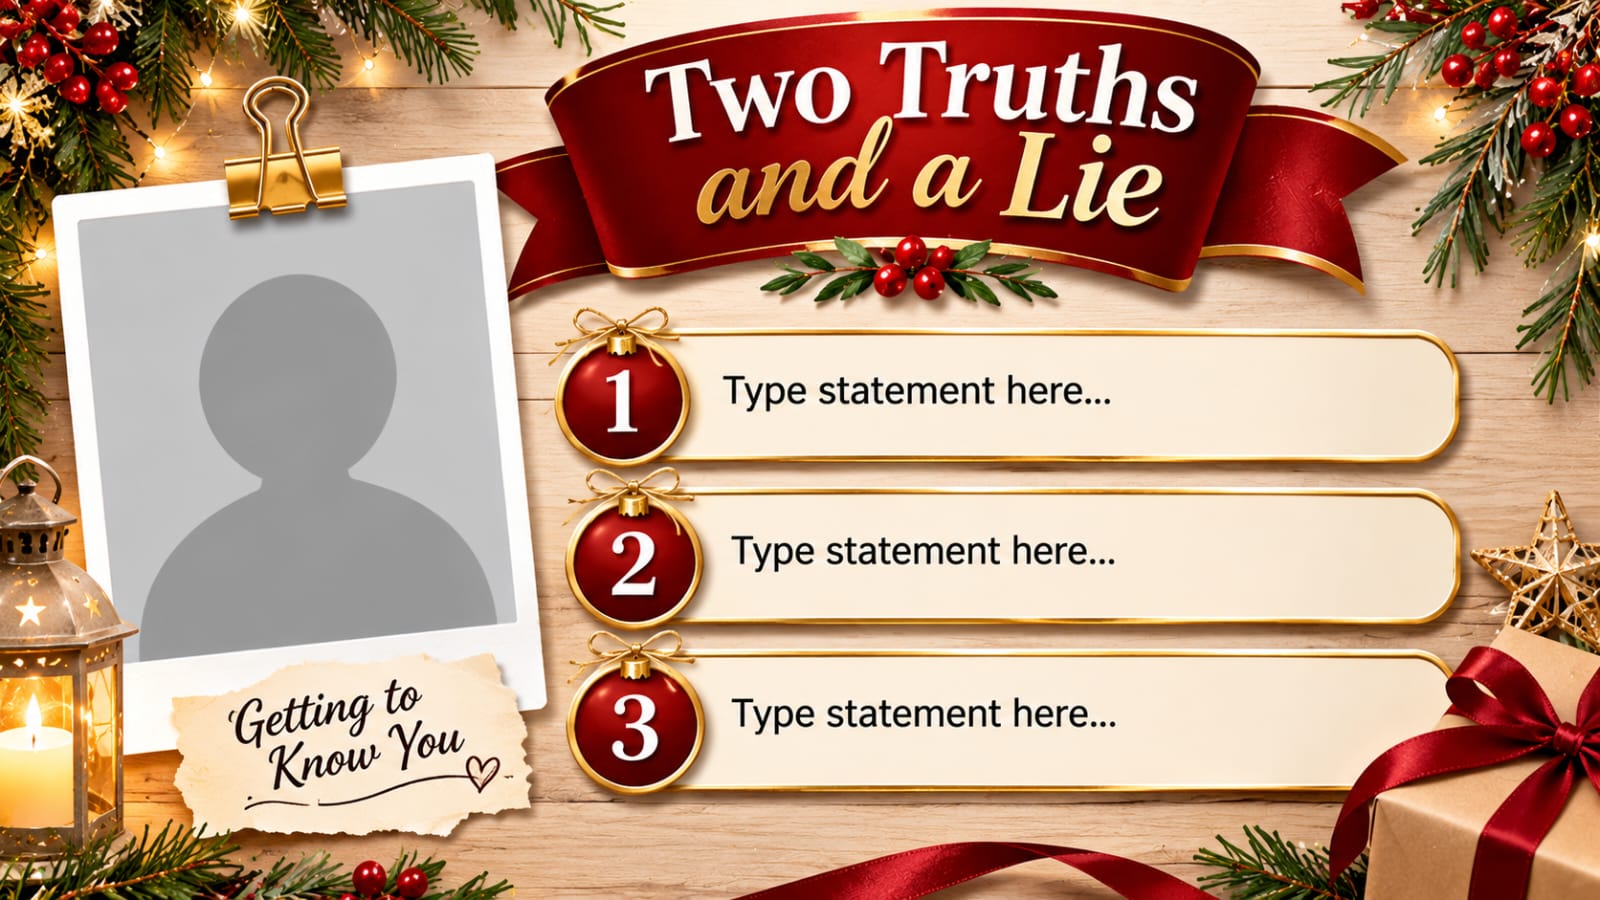 Two Truths
and a Lie
1
Type statement here...
2
Type statement here...
3
Type statement here...
Getting to
Know You